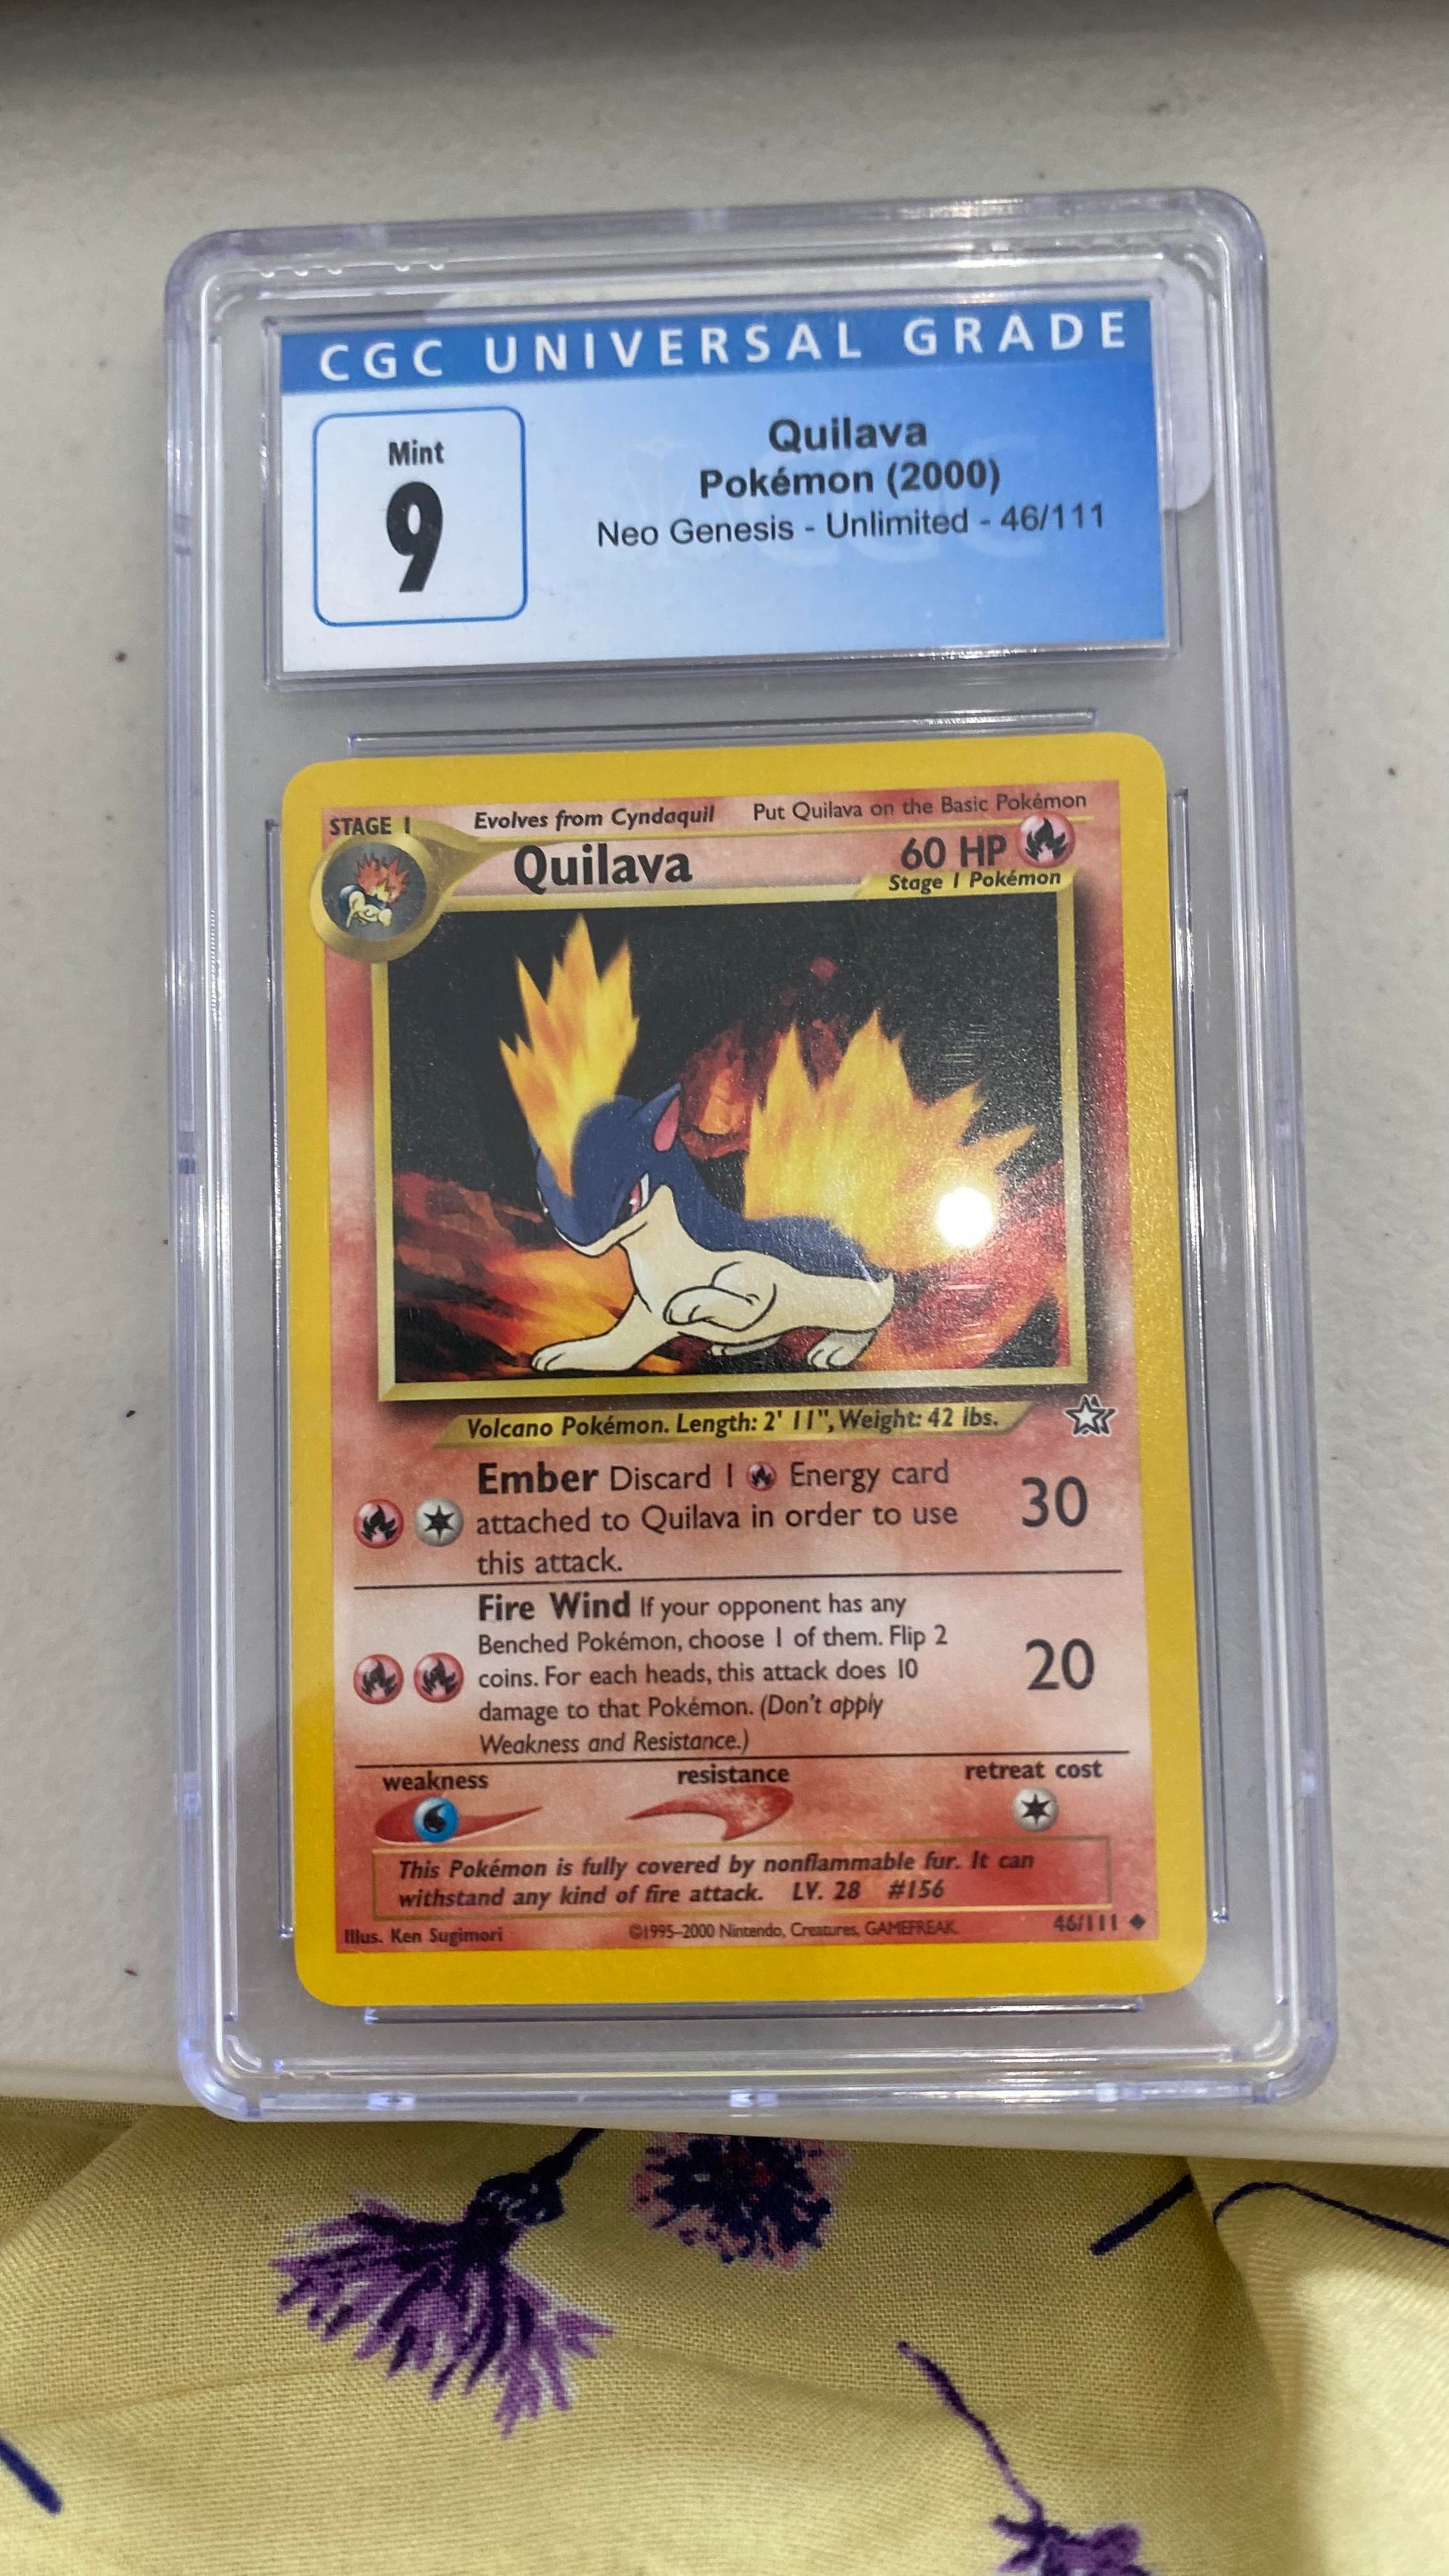 CGC UNIVERSAL GRADE
Mint
9
Quilava
Pokémon (2000)
Neo Genesis - Unlimited - 46/111
STAGE 1
Evolves from Cyndaquil Put Quilava on the Basic Pokémon
Quilava 60 HP
Stage 1 Pokémon
Volcano Pokémon. Length: 2' 11", Weight: 42 lbs.
Ember Discard 1 Energy card
attached to Quilava in order to use
this attack.
30
Fire Wind If your opponent has any
Benched Pokémon, choose 1 of them. Flip 2
coins. For each heads, this attack does 10
damage to that Pokémon. (Don't apply
Weakness and Resistance.)
20
weakness resistance retreat cost
This Pokémon is fully covered by nonflammable fur. It can
withstand any kind of fire attack. LV. 28 #156
Illus. Ken Sugimori ©1995–2000 Nintendo, Creatures, GAMEFREAK. 46/111